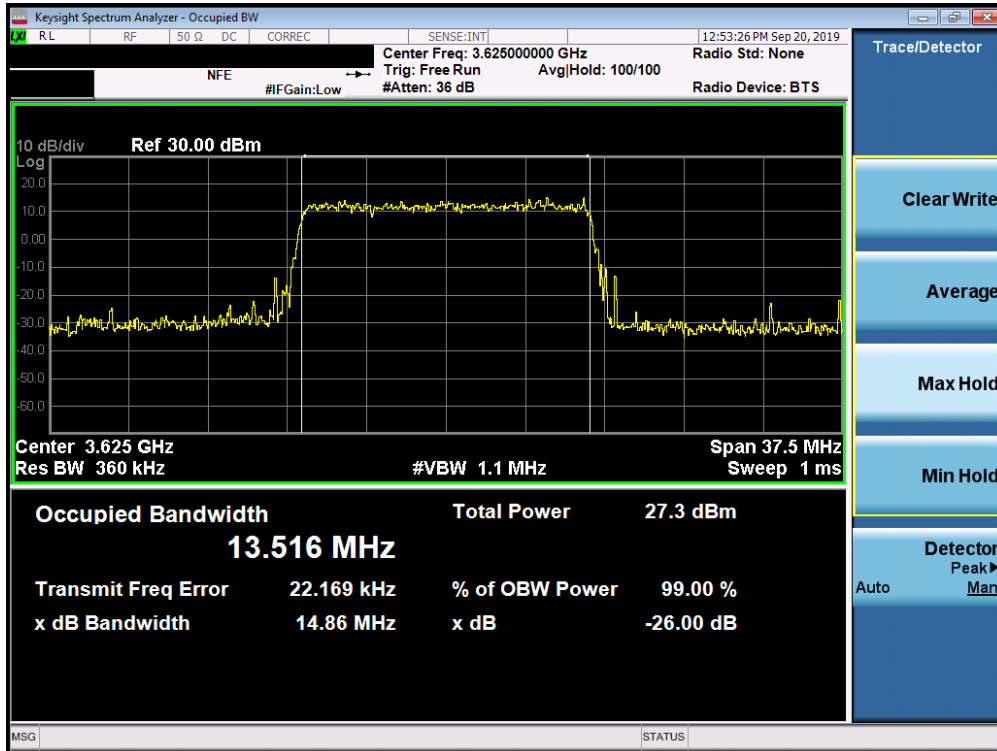 Keysight Spectrum Analyzer - Occupied BW
LXI RL RF 50 Ω DC CORREC SENSE:INT 12:53:26 PM Sep 20, 2019
Center Freq: 3.625000000 GHz Radio Std: None
NFE Trig: Free Run Avg|Hold: 100/100
#IFGain:Low #Atten: 36 dB Radio Device: BTS
Trace/Detector
10 dB/div Ref 30.00 dBm
Log
20.0
10.0
0.00
-10.0
-20.0
-30.0
-40.0
-50.0
-60.0
Center 3.625 GHz Span 37.5 MHz
Res BW 360 kHz #VBW 1.1 MHz Sweep 1 ms
Occupied Bandwidth Total Power 27.3 dBm
13.516 MHz
Transmit Freq Error 22.169 kHz % of OBW Power 99.00 %
x dB Bandwidth 14.86 MHz x dB -26.00 dB
Clear Write
Average
Max Hold
Min Hold
Detector
Peak▶
Auto Man
MSG STATUS